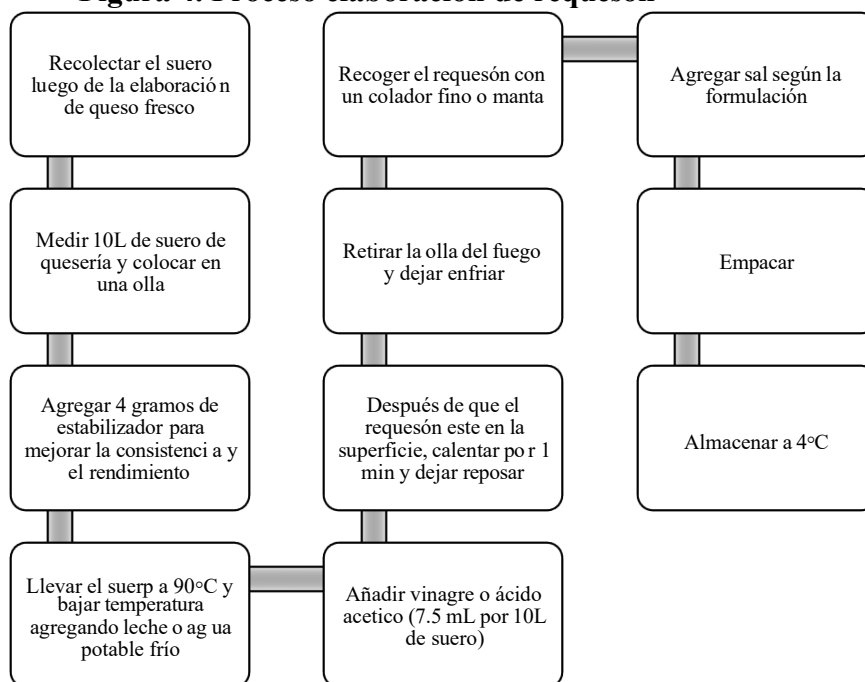 Figura 4. Proceso elaboración de requesón
Recolectar el suero
luego de la elaboració n
de queso fresco
Medir 10L de suero de
quesería y colocar en
una olla
Agregar 4 gramos de
estabilizador para
mejorar la consistenci a y
el rendimiento
Llevar el suerp a 90°C y
bajar temperatura
agregando leche o ag ua
potable frío
Añadir vinagre o ácido
acetico (7.5 mL por 10L
de suero)
Después de que el
requesón este en la
superficie, calentar po r 1
min y dejar reposar
Retirar la olla del fuego
y dejar enfriar
Recoger el requesón con
un colador fino o manta
Agregar sal según la
formulación
Empacar
Almacenar a 4°C